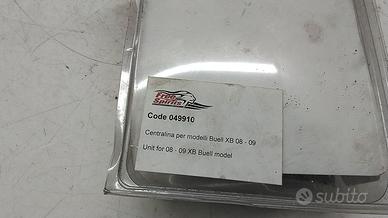 Free
Spirits
Code 049910
Centralina per modelli Buell XB 08 - 09
Unit for 08 - 09 XB Buell model
subito